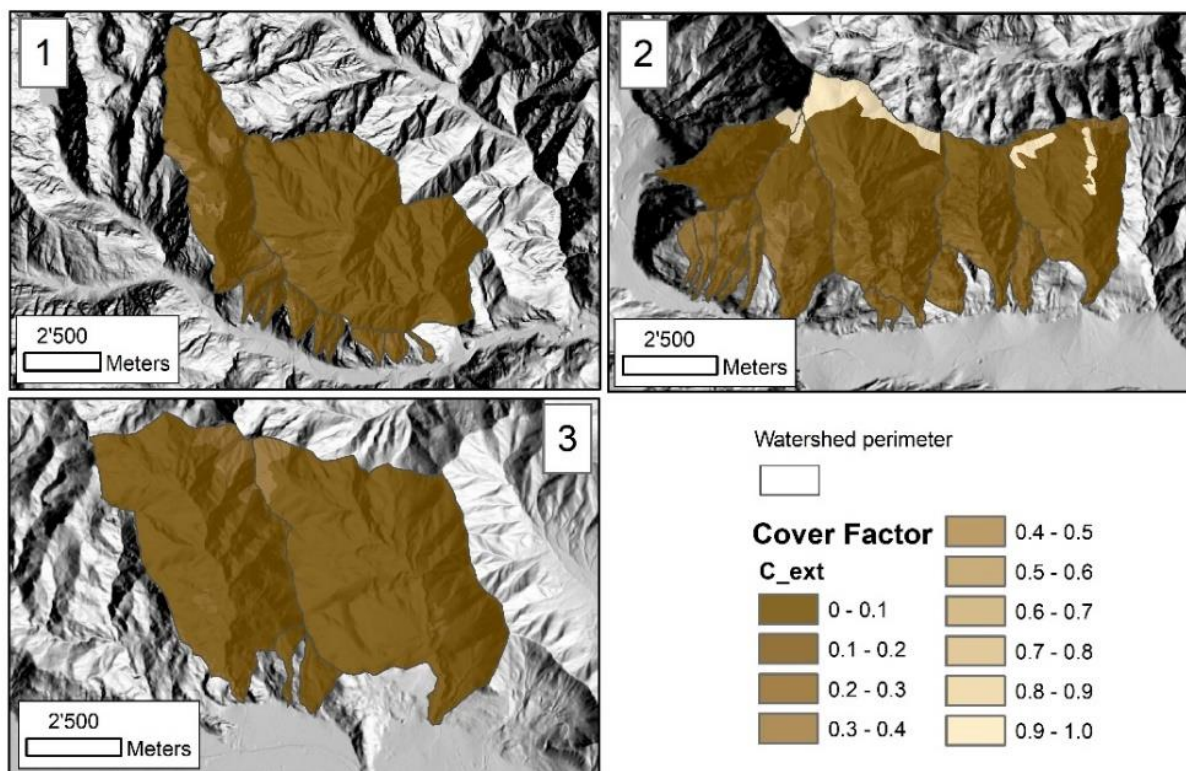 1
2'500
Meters
2
2'500
Meters
3
2'500
Meters
Watershed perimeter
Cover Factor
C_ext
0 - 0.1
0.1 - 0.2
0.2 - 0.3
0.3 - 0.4
0.4 - 0.5
0.5 - 0.6
0.6 - 0.7
0.7 - 0.8
0.8 - 0.9
0.9 - 1.0